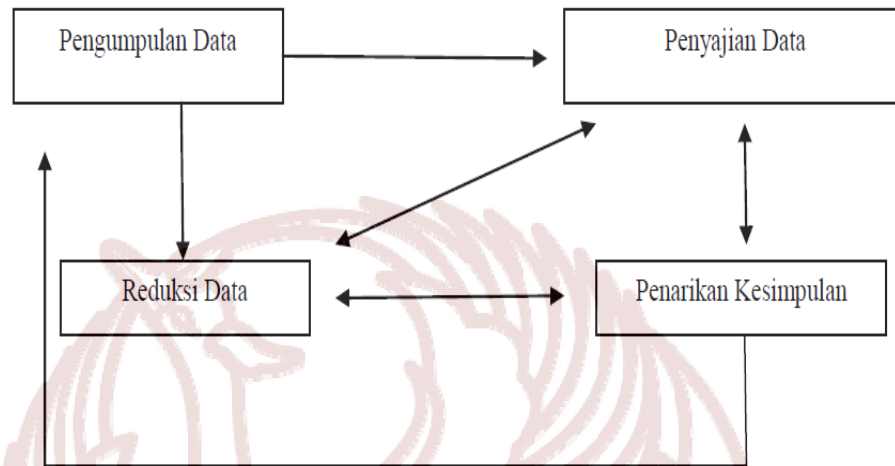 Pengumpulan Data
Penyajian Data
Reduksi Data
Penarikan Kesimpulan